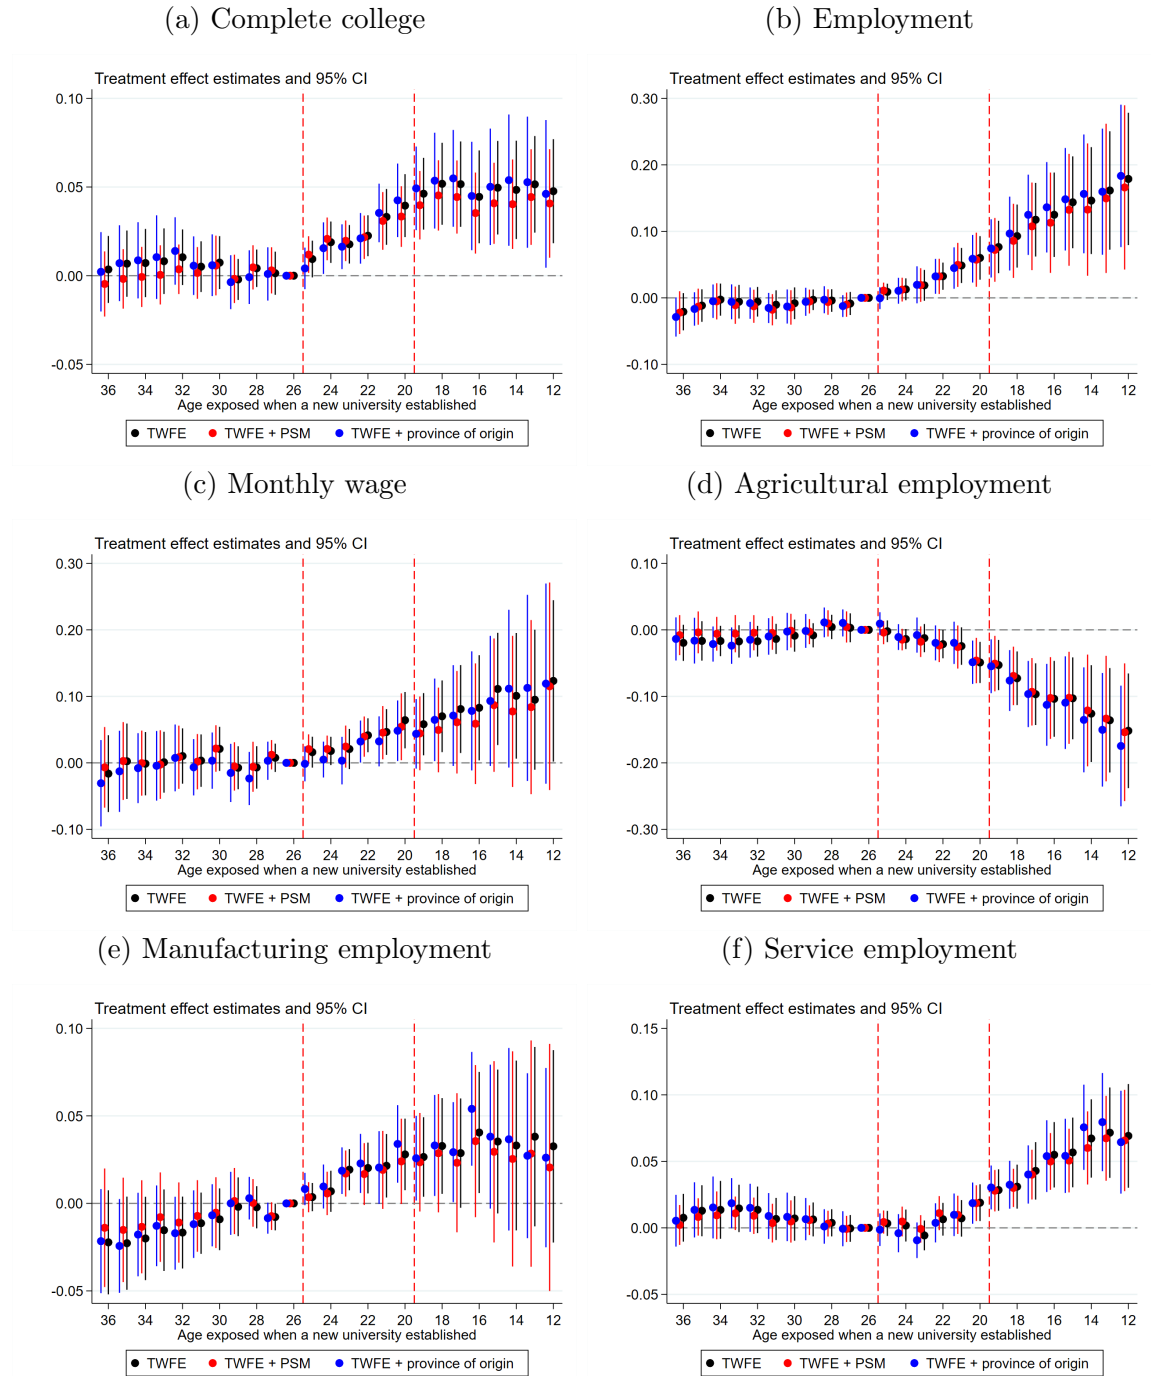 (a) Complete college
Treatment effect estimates and 95% CI
0.10
0.05
0.00
-0.05
36 34 32 30 28 26 24 22 20 18 16 14 12
Age exposed when a new university established
TWFE TWFE + PSM TWFE + province of origin
(b) Employment
Treatment effect estimates and 95% CI
0.30
0.20
0.10
0.00
-0.10
36 34 32 30 28 26 24 22 20 18 16 14 12
Age exposed when a new university established
TWFE TWFE + PSM TWFE + province of origin
(c) Monthly wage
Treatment effect estimates and 95% CI
0.30
0.20
0.10
0.00
-0.10
36 34 32 30 28 26 24 22 20 18 16 14 12
Age exposed when a new university established
TWFE TWFE + PSM TWFE + province of origin
(d) Agricultural employment
Treatment effect estimates and 95% CI
0.10
0.00
-0.10
-0.20
-0.30
36 34 32 30 28 26 24 22 20 18 16 14 12
Age exposed when a new university established
TWFE TWFE + PSM TWFE + province of origin
(e) Manufacturing employment
Treatment effect estimates and 95% CI
0.10
0.05
0.00
-0.05
36 34 32 30 28 26 24 22 20 18 16 14 12
Age exposed when a new university established
TWFE TWFE + PSM TWFE + province of origin
(f) Service employment
Treatment effect estimates and 95% CI
0.15
0.10
0.05
0.00
-0.05
36 34 32 30 28 26 24 22 20 18 16 14 12
Age exposed when a new university established
TWFE TWFE + PSM TWFE + province of origin